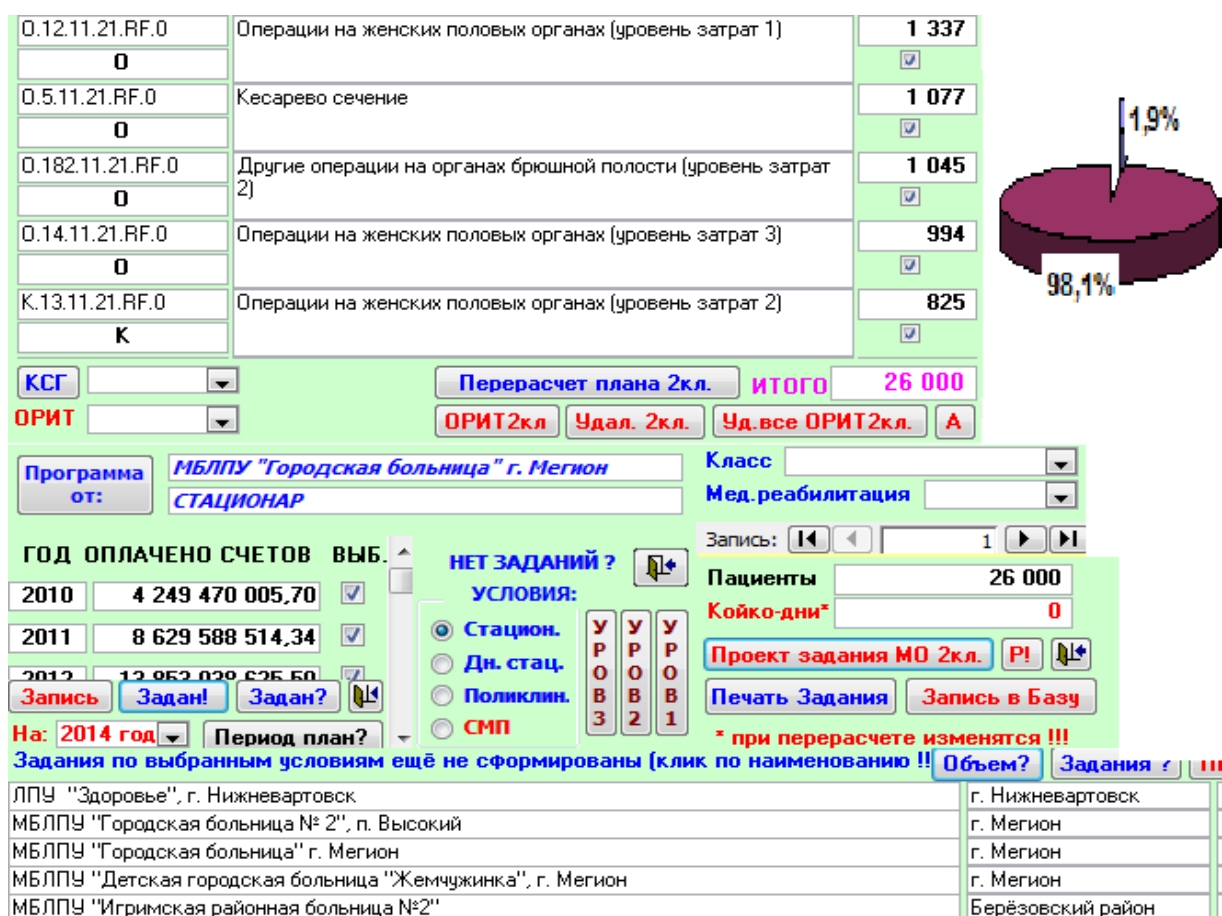 0.12.11.21.RF.0 Операции на женских половых органах (уровень затрат 1) 1 337
О
0.5.11.21.RF.0 Кесарево сечение 1 077
О
0.182.11.21.RF.0 Другие операции на органах брюшной полости (уровень затрат 2) 1 045
О
0.14.11.21.RF.0 Операции на женских половых органах (уровень затрат 3) 994
О
К.13.11.21.RF.0 Операции на женских половых органах (уровень затрат 2) 825
К
1,9%
98,1%
КСГ Перерасчет плана 2кл. ИТОГО 26 000
ОРИТ ОРИТ2кл Удал. 2кл. Уд.все ОРИТ2кл. А
Программа от: МБЛПУ "Городская больница" г. Мегион
СТАЦИОНАР
Класс
Мед.реабилитация
Запись: 1
ГОД ОПЛАЧЕНО СЧЕТОВ ВЫБ.
2010 4 249 470 005,70
2011 8 629 588 514,34
2012
Запись Задан! Задан?
На: 2014 год Период план?
НЕТ ЗАДАНИЙ ?
УСЛОВИЯ:
Стацион.
Дн. стац.
Поликлин.
СМП
УРОВ3 УРОВ2 УРОВ1
Пациенты 26 000
Койко-дни* 0
Проект задания МО 2кл. Р!
Печать Задания Запись в Базу
* при перерасчете изменятся !!!
Задания по выбранным условиям ещё не сформированы (клик по наименованию !! Объем? Задания ?
ЛПУ "Здоровье", г. Нижневартовск г. Нижневартовск
МБЛПУ "Городская больница № 2", п. Высокий г. Мегион
МБЛПУ "Городская больница" г. Мегион г. Мегион
МБЛПУ "Детская городская больница "Жемчужинка", г. Мегион г. Мегион
МБЛПУ "Игримская районная больница №2" Берёзовский район